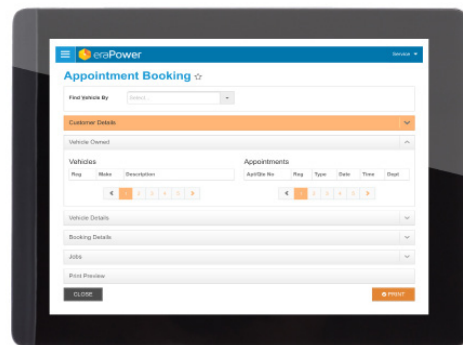 eraPower
Service
Appointment Booking
Find Vehicle By
Select...
Customer Details
Vehicle Owned
Vehicles
Appointments
Reg Make Description
Apt/Qte No Reg Type Date Time Dept
1 2 3 4 5
1 2 3 4 5
Vehicle Details
Booking Details
Jobs
Print Preview
CLOSE
PRINT